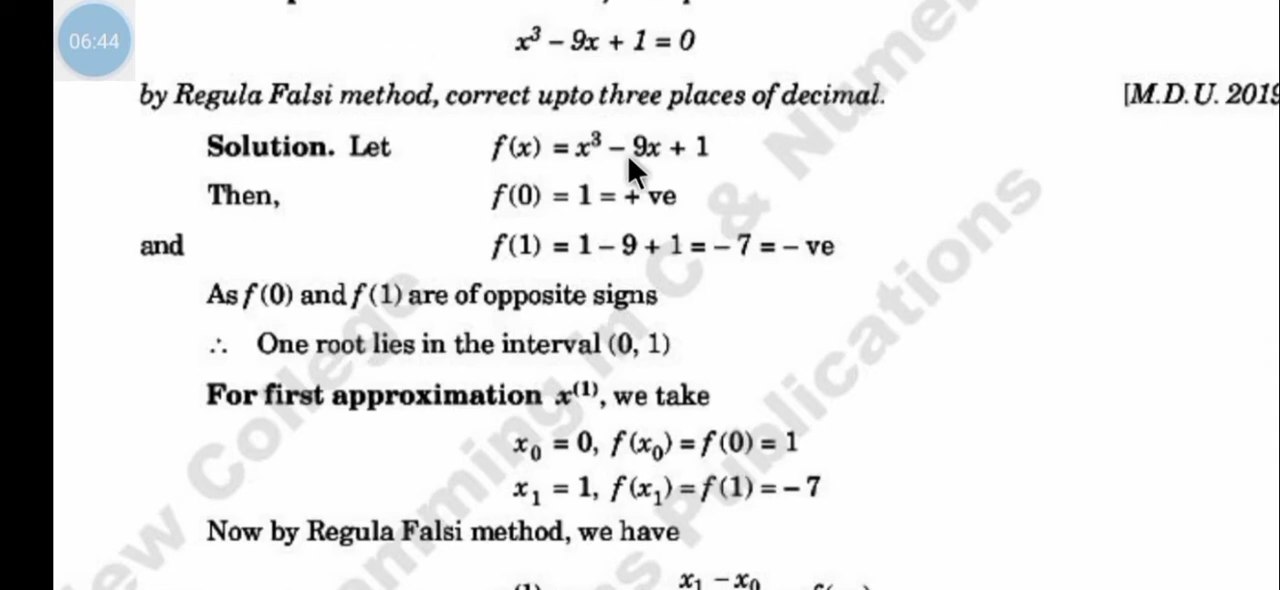 06:44
x³ – 9x + 1 = 0
by Regula Falsi method, correct upto three places of decimal. [M.D.U. 2019
Solution. Let f(x) = x³ – 9x + 1
Then, f(0) = 1 = + ve
and f(1) = 1 – 9 + 1 = – 7 = – ve
As f(0) and f(1) are of opposite signs
∴ One root lies in the interval (0, 1)
For first approximation x⁽¹⁾, we take
x₀ = 0, f(x₀) = f(0) = 1
x₁ = 1, f(x₁) = f(1) = – 7
Now by Regula Falsi method, we have
x₁ – x₀